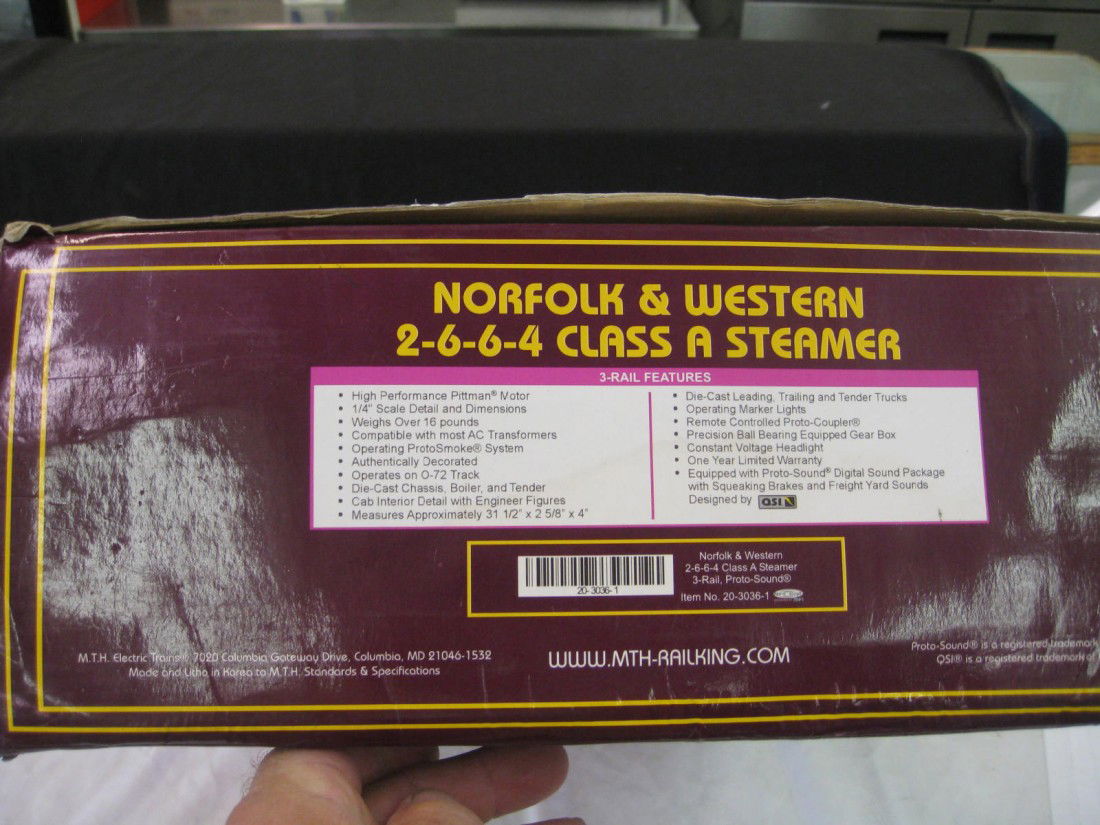 NORFOLK & WESTERN
2-6-6-4 CLASS A STEAMER
3-RAIL FEATURES
• High Performance Pittman® Motor
• 1/4" Scale Detail and Dimensions
• Weighs Over 16 pounds
• Compatible with most AC Transformers
• Operating ProtoSmoke® System
• Authentically Decorated
• Operates on O-72 Track
• Die-Cast Chassis, Boiler, and Tender
• Cab Interior Detail with Engineer Figures
• Measures Approximately 31 1/2" x 2 5/8" x 4"
• Die-Cast Leading, Trailing and Tender Trucks
• Operating Marker Lights
• Remote Controlled Proto-Coupler®
• Precision Ball Bearing Equipped Gear Box
• Constant Voltage Headlight
• One Year Limited Warranty
• Equipped with Proto-Sound® Digital Sound Package
with Squeaking Brakes and Freight Yard Sounds
Designed by QSI
20-3036-1
Norfolk & Western
2-6-6-4 Class A Steamer
3-Rail, Proto-Sound®
Item No. 20-3036-1
M.T.H. Electric Trains® 7020 Columbia Gateway Drive, Columbia, MD 21046-1532
Made and Litho in Korea to M.T.H. Standards & Specifications
WWW.MTH-RAILKING.COM
Proto-Sound® is a registered trademark
QSI® is a registered trademark of